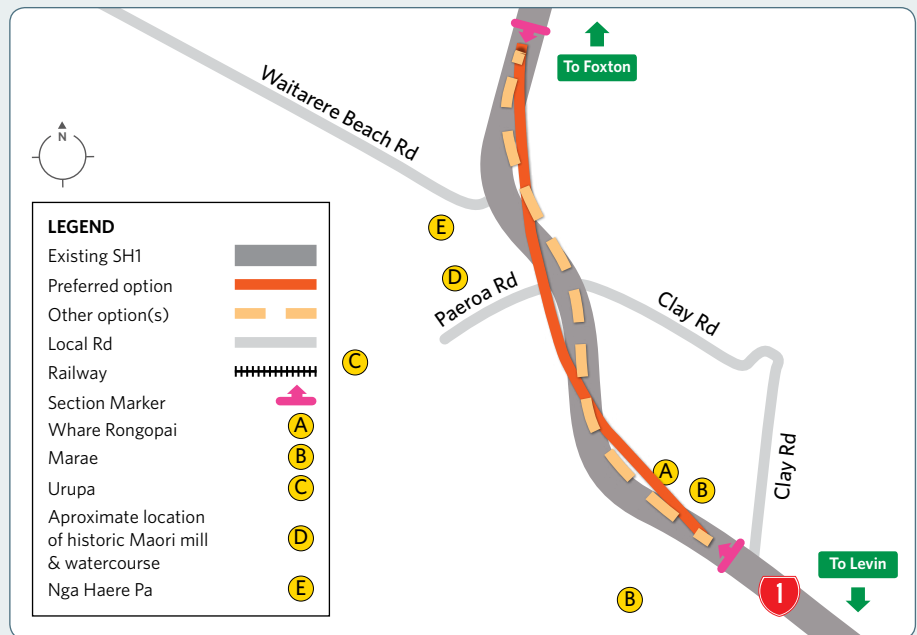 To Foxton
Waitarere Beach Rd
N
LEGEND
Existing SH1
Preferred option
Other option(s)
Local Rd
Railway
Section Marker
Whare Rongopai
A
Marae
B
Urupa
C
Aproximate location
of historic Maori mill
& watercourse
D
Nga Haere Pa
E
E
D
Paeroa Rd
C
Clay Rd
Clay Rd
A
B
B
To Levin
1